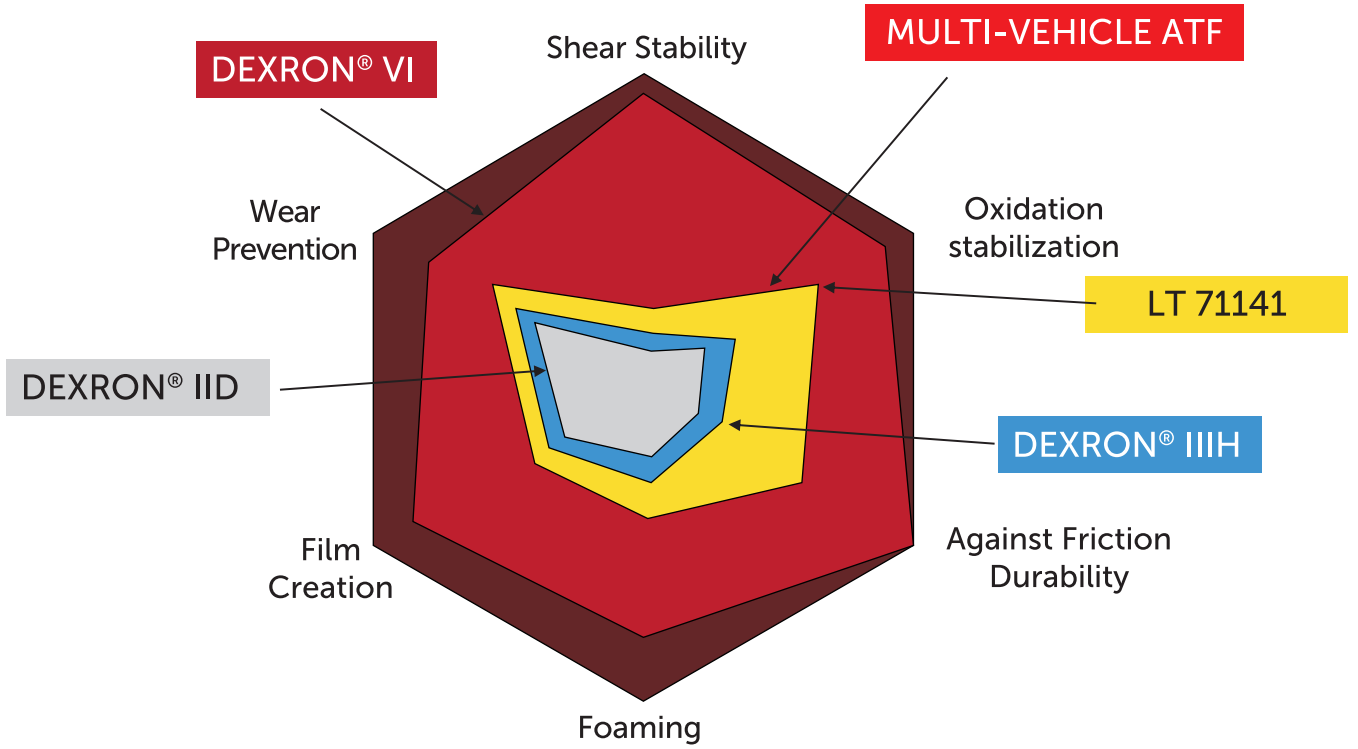 MULTI-VEHICLE ATF
Shear Stability
DEXRON® VI
Wear
Prevention
Oxidation
stabilization
LT 71141
DEXRON® IID
DEXRON® IIIH
Film
Creation
Against Friction
Durability
Foaming